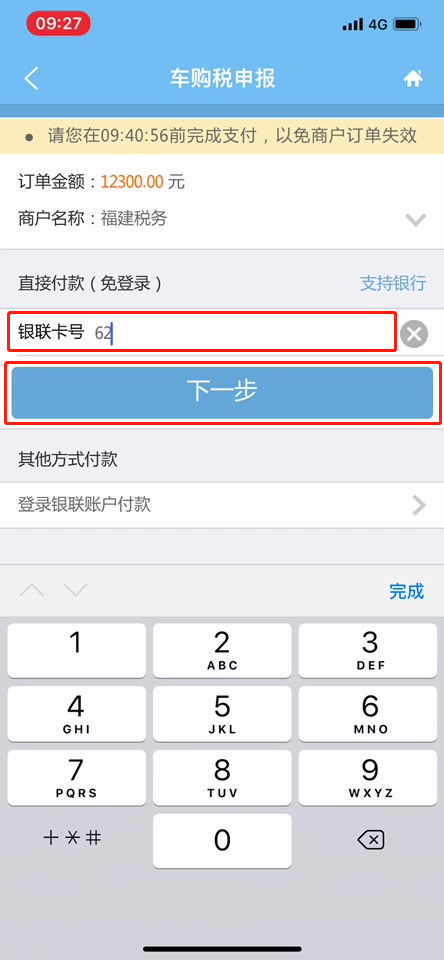 09:27 4G
车购税申报
请您在09:40:56前完成支付，以免商户订单失效
订单金额：12300.00 元
商户名称：福建税务
直接付款（免登录） 支持银行
银联卡号 62
下一步
其他方式付款
登录银联账户付款
完成
1 2 3
ABC DEF
4 5 6
GHI JKL MNO
7 8 9
PQRS TUV WXYZ
+*# 0